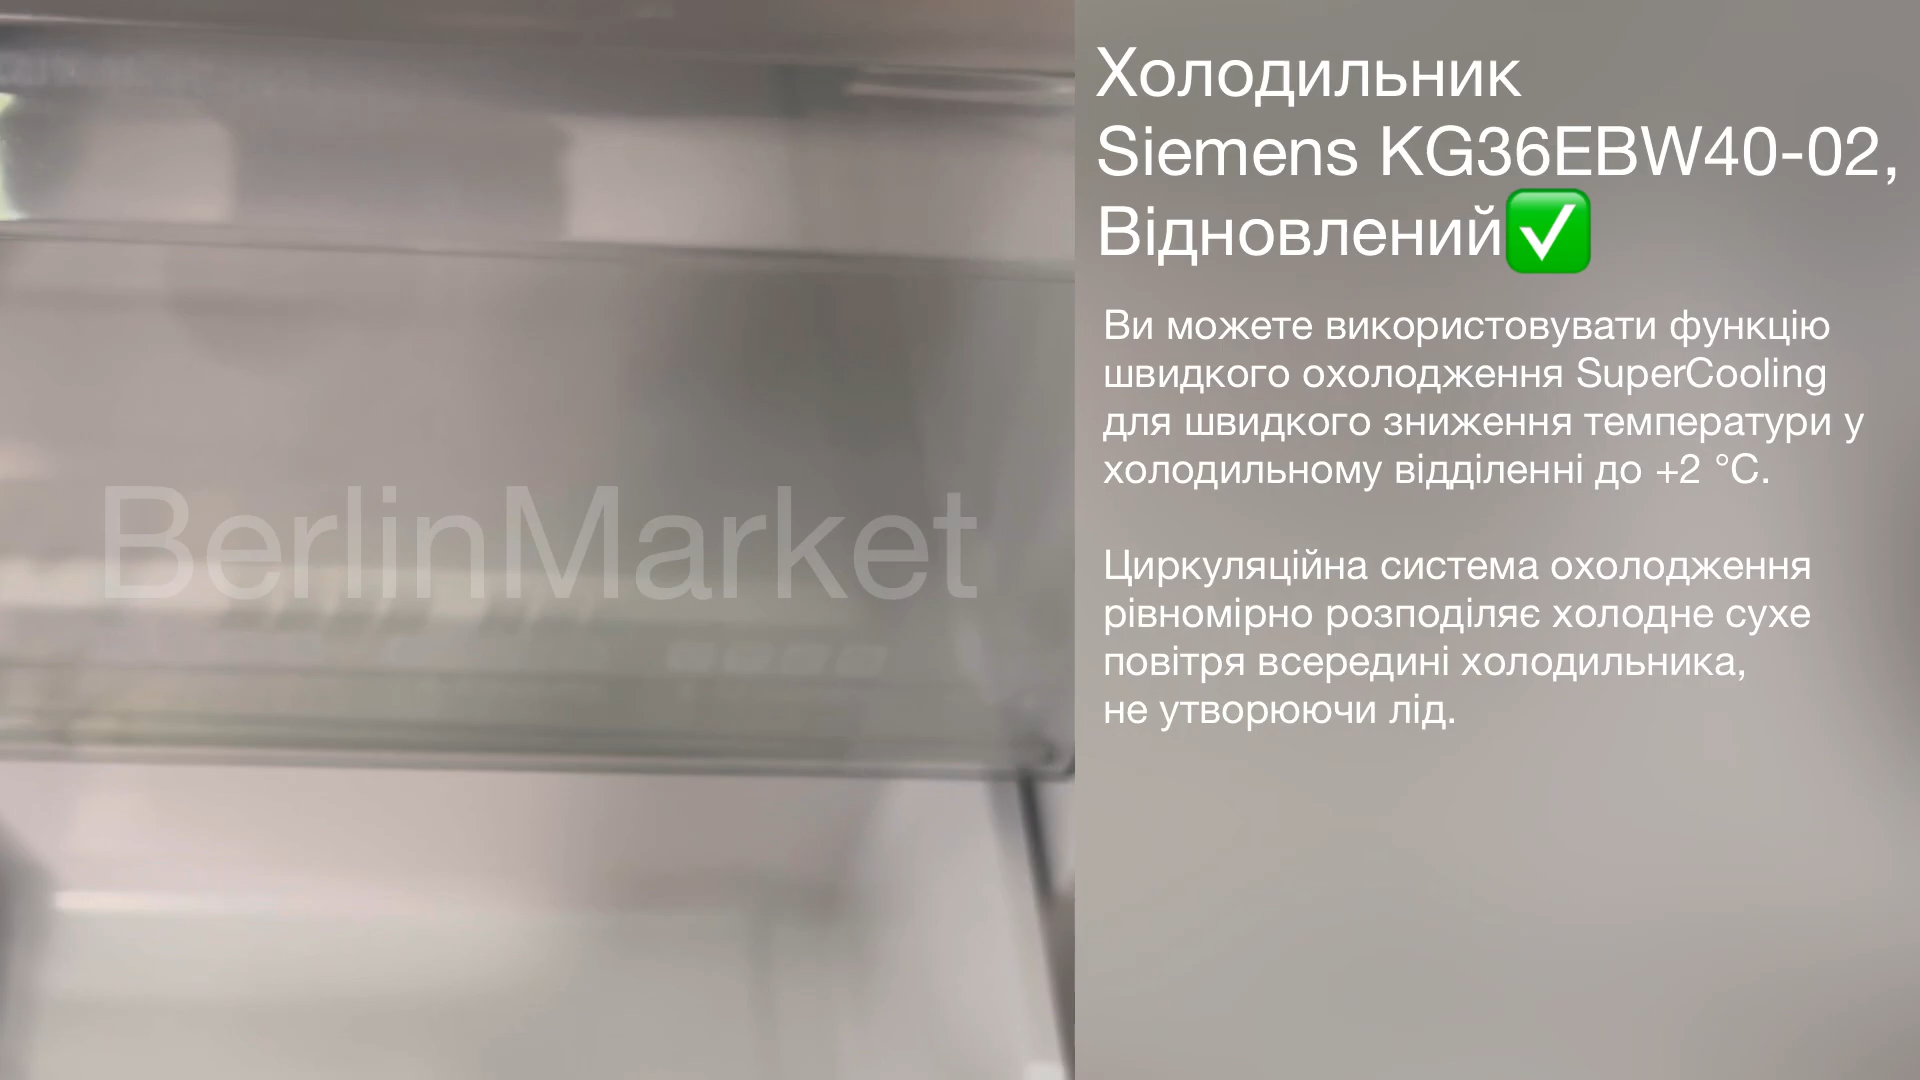 Холодильник
Siemens KG36EBW40-02,
Відновлений✅
Ви можете використовувати функцію
швидкого охолодження SuperCooling
для швидкого зниження температури у
холодильному відділенні до +2 °C.
Циркуляційна система охолодження
рівномірно розподіляє холодне сухе
повітря всередині холодильника,
не утворюючи лід.
BerlinMarket